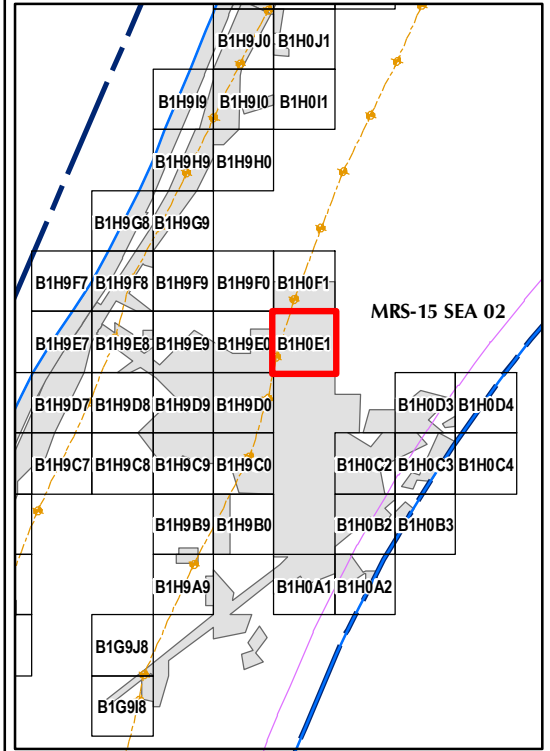 B1H9J0 B1H0J1
B1H9I9 B1H9I0 B1H0I1
B1H9H9 B1H9H0
B1H9G8 B1H9G9
B1H9F7 B1H9F8 B1H9F9 B1H9F0 B1H0F1
MRS-15 SEA 02
B1H9E7 B1H9E8 B1H9E9 B1H9E0 B1H0E1
B1H9D7 B1H9D8 B1H9D9 B1H9D0 B1H0D3 B1H0D4
B1H9C7 B1H9C8 B1H9C9 B1H9C0 B1H0C2 B1H0C3 B1H0C4
B1H9B9 B1H9B0 B1H0B2 B1H0B3
B1H9A9 B1H0A1 B1H0A2
B1G9J8
B1G9I8